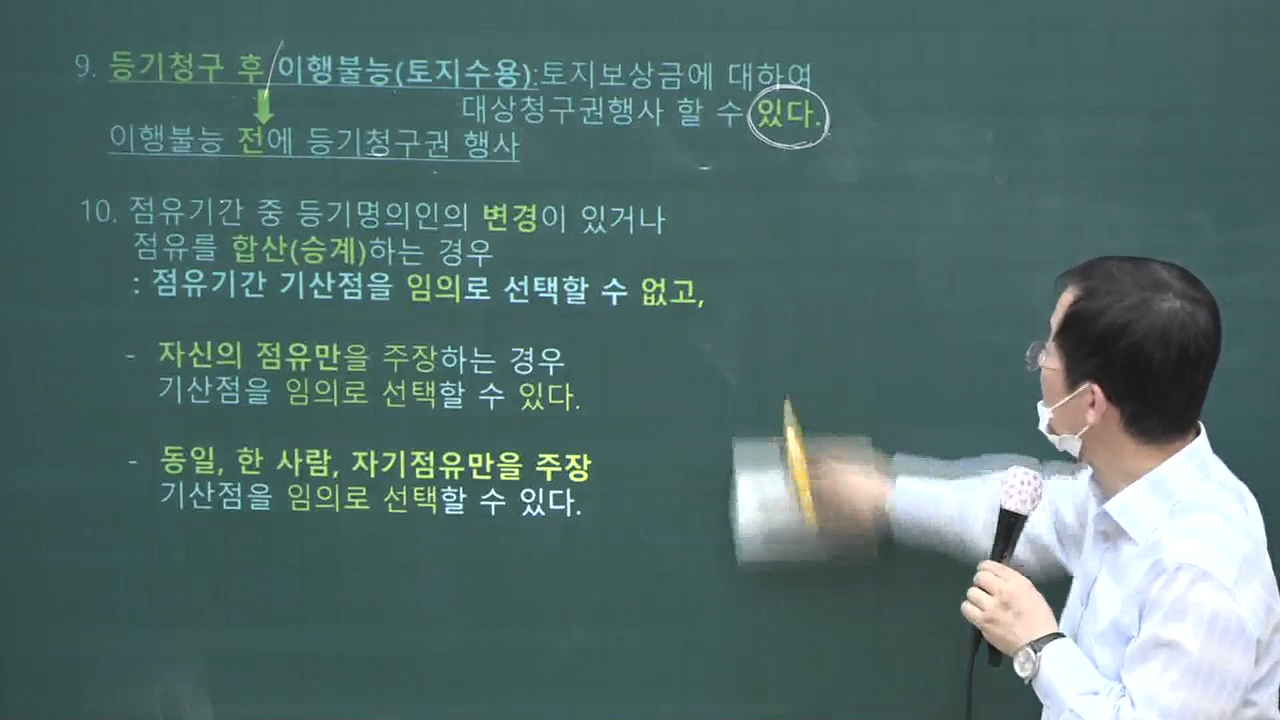 9. 등기청구 후 이행불능(토지수용):토지보상금에 대하여
대상청구권행사 할 수 있다.
이행불능 전에 등기청구권 행사
10. 점유기간 중 등기명의인의 변경이 있거나
점유를 합산(승계)하는 경우
: 점유기간 기산점을 임의로 선택할 수 없고,
- 자신의 점유만을 주장하는 경우
기산점을 임의로 선택할 수 있다.
- 동일, 한 사람, 자기점유만을 주장
기산점을 임의로 선택할 수 있다.